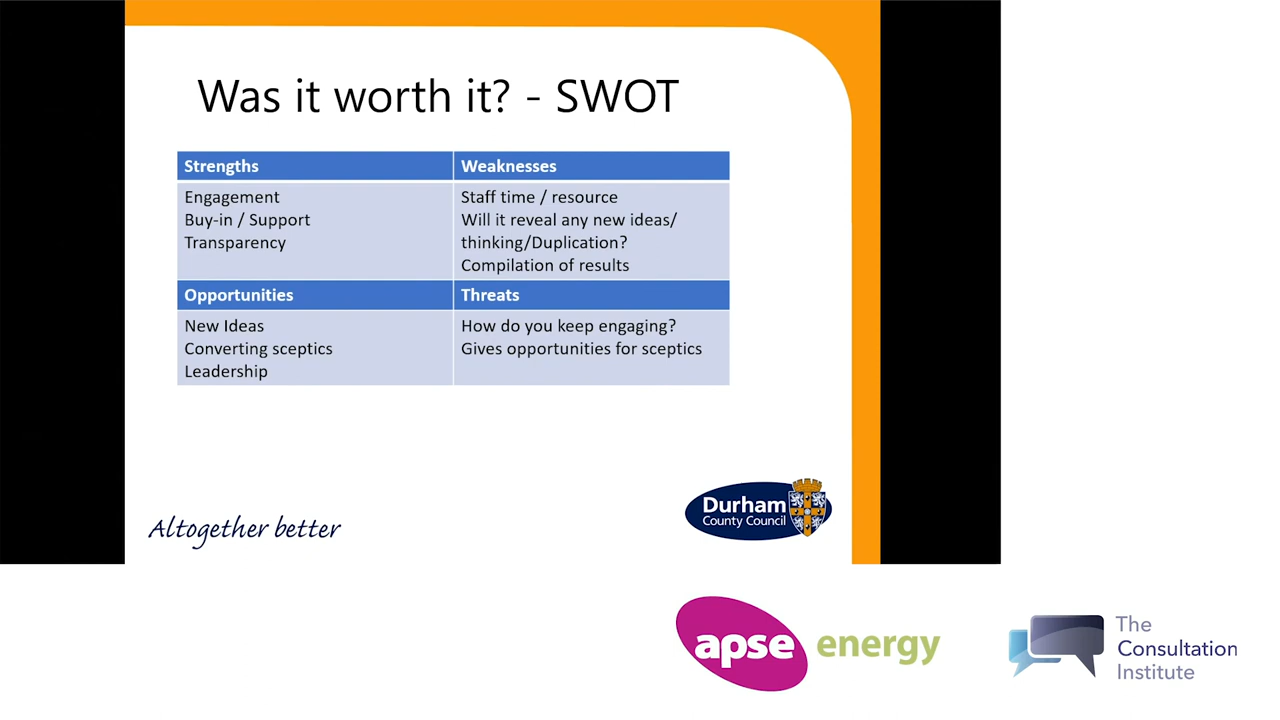 Was it worth it? - SWOT
Strengths
Weaknesses
Engagement
Buy-in / Support
Transparency
Staff time / resource
Will it reveal any new ideas/
thinking/Duplication?
Compilation of results
Opportunities
Threats
New Ideas
Converting sceptics
Leadership
How do you keep engaging?
Gives opportunities for sceptics
Altogether better
Durham
County Council
apse energy
The
Consultation
Institute